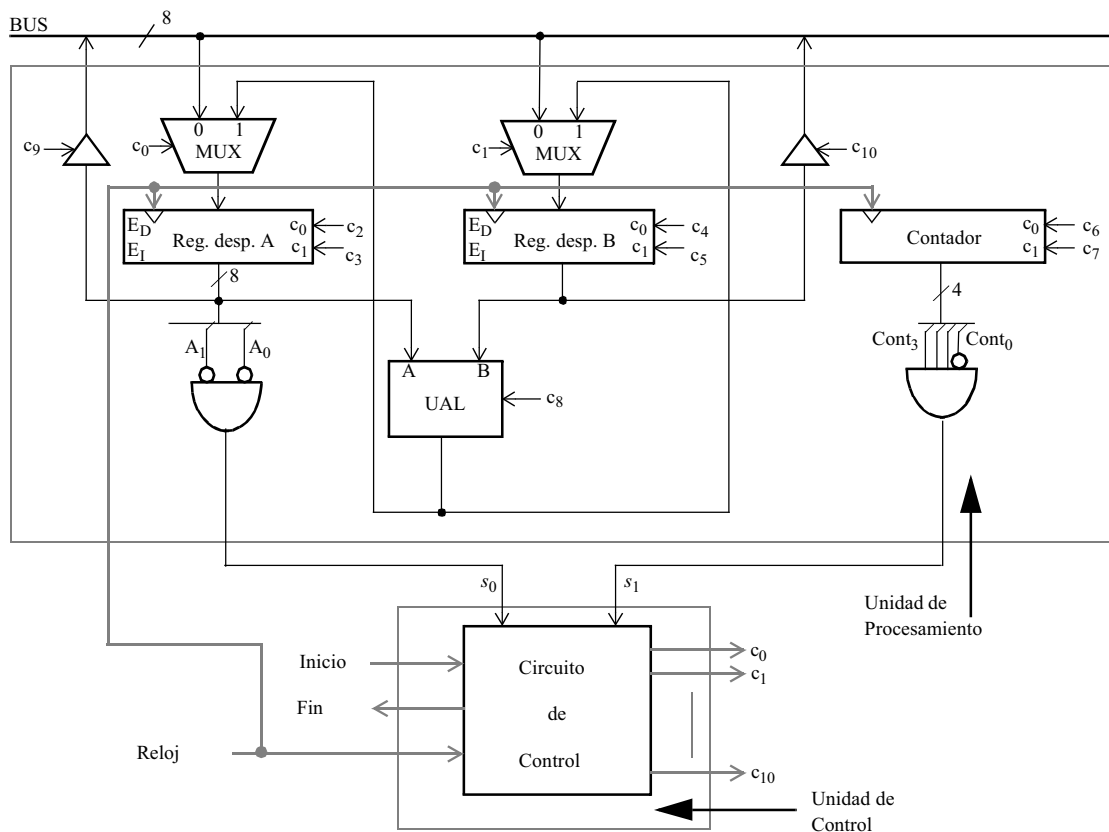 BUS
8
0 1
MUX
c0
0 1
MUX
c1
c9
c10
ED
EI
Reg. desp. A
c0
c1
c2
c3
ED
EI
Reg. desp. B
c0
c1
c4
c5
Contador
c0
c1
c6
c7
8
4
A1
A0
Cont3
Cont0
A B
UAL
c8
s0
s1
Unidad de
Procesamiento
Inicio
Fin
Reloj
Circuito
de
Control
c0
c1
c10
Unidad de
Control